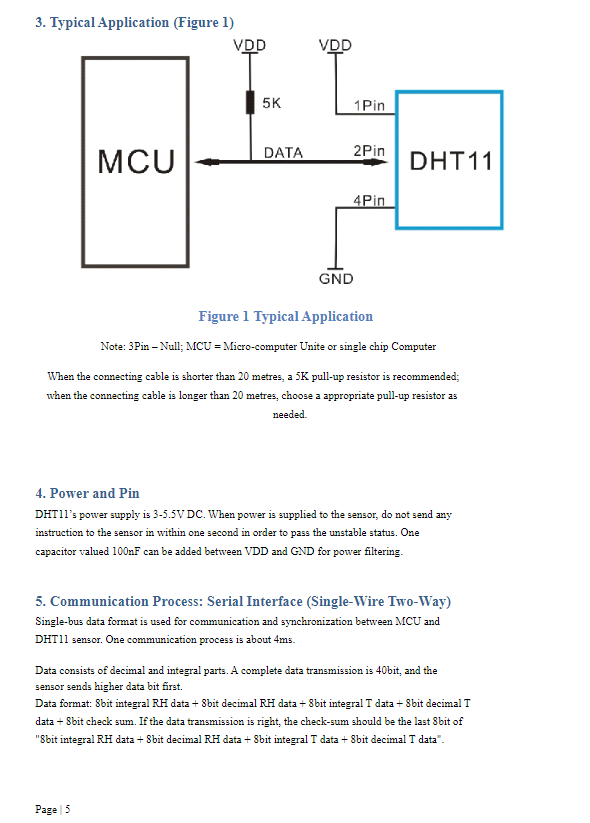 3. Typical Application (Figure 1)
VDD
VDD
5K
1Pin
MCU
DATA
2Pin
DHT11
4Pin
GND
Figure 1 Typical Application
Note: 3Pin – Null; MCU = Micro-computer Unite or single chip Computer
When the connecting cable is shorter than 20 metres, a 5K pull-up resistor is recommended;
when the connecting cable is longer than 20 metres, choose a appropriate pull-up resistor as
needed.
4. Power and Pin
DHT11's power supply is 3-5.5V DC. When power is supplied to the sensor, do not send any
instruction to the sensor in within one second in order to pass the unstable status. One
capacitor valued 100nF can be added between VDD and GND for power filtering.
5. Communication Process: Serial Interface (Single-Wire Two-Way)
Single-bus data format is used for communication and synchronization between MCU and
DHT11 sensor. One communication process is about 4ms.
Data consists of decimal and integral parts. A complete data transmission is 40bit, and the
sensor sends higher data bit first.
Data format: 8bit integral RH data + 8bit decimal RH data + 8bit integral T data + 8bit decimal T
data + 8bit check sum. If the data transmission is right, the check-sum should be the last 8bit of
"8bit integral RH data + 8bit decimal RH data + 8bit integral T data + 8bit decimal T data".
Page | 5